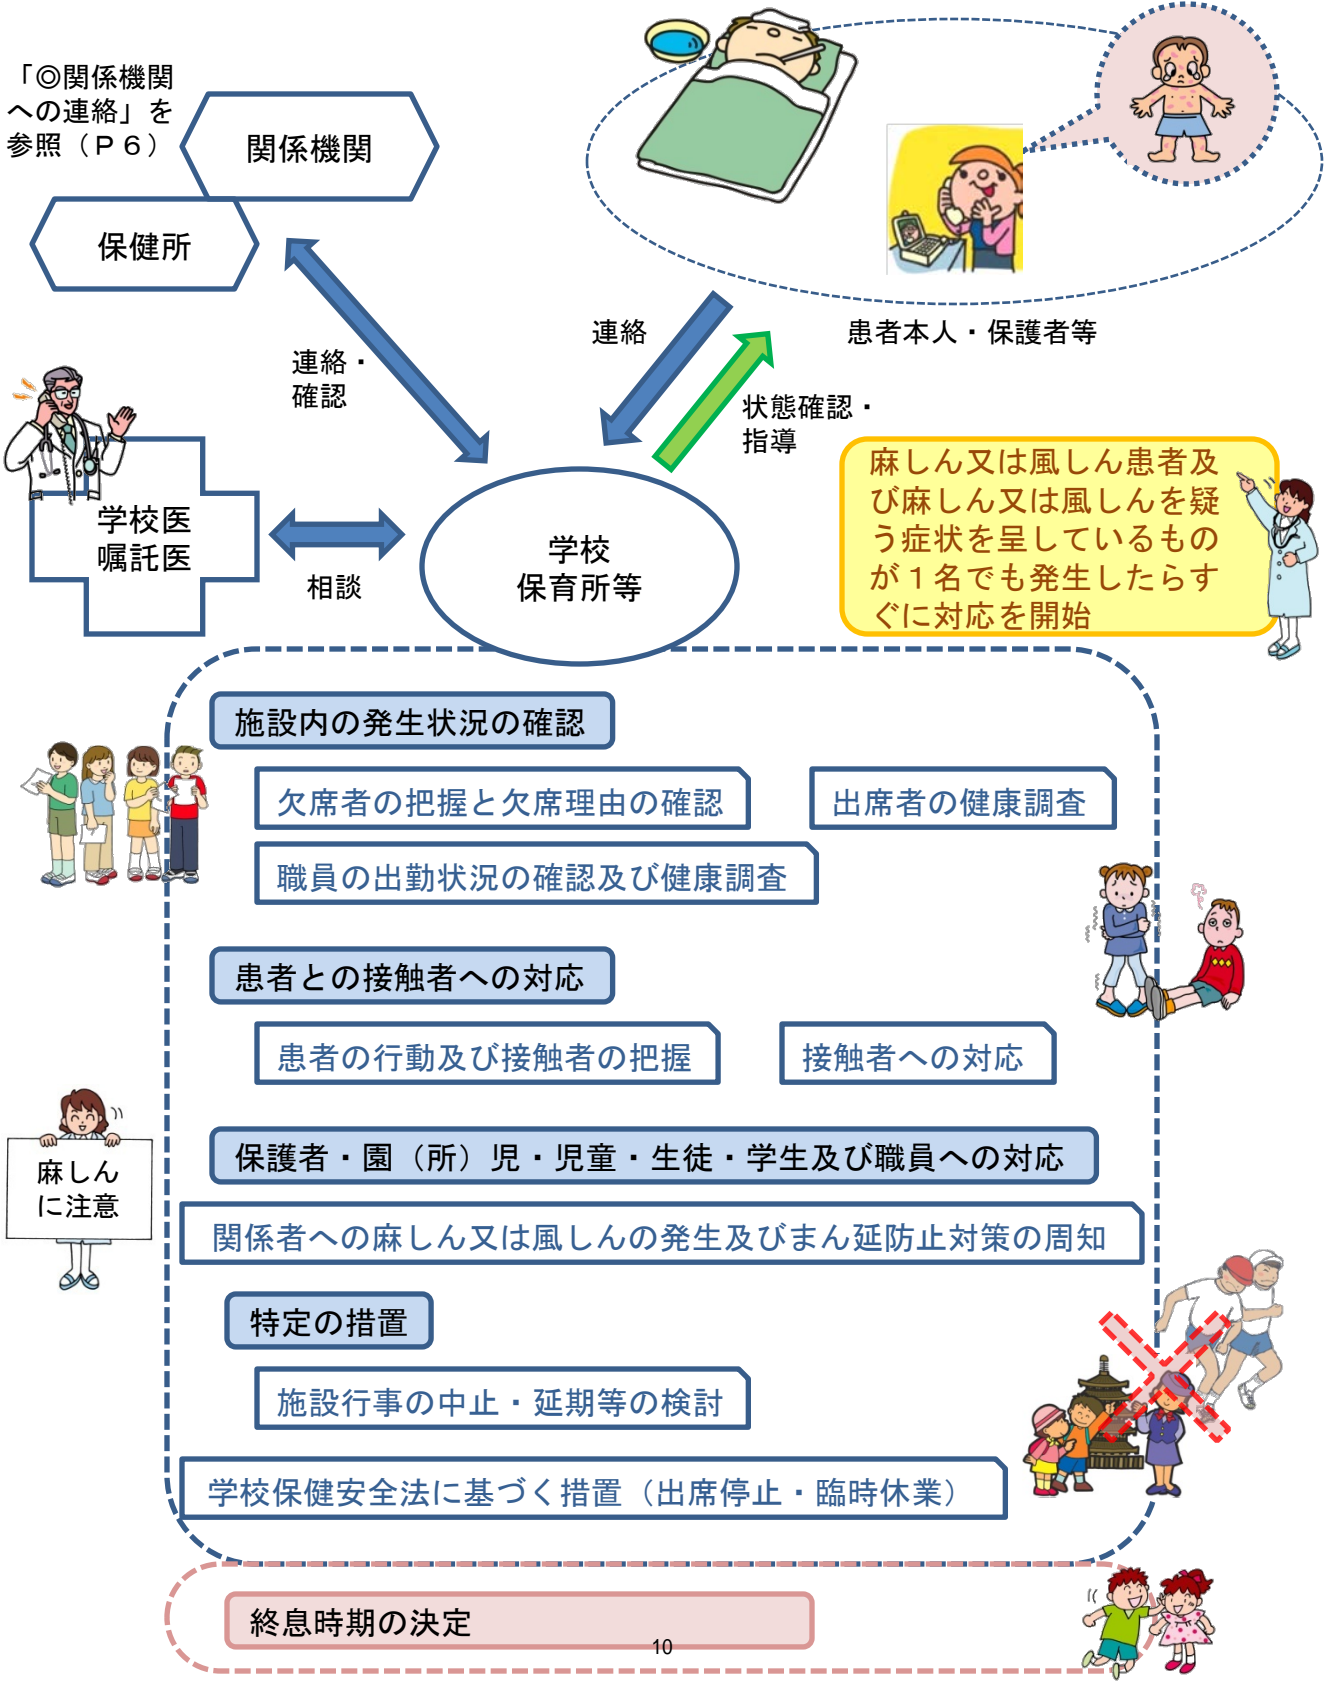 「◎関係機関
への連絡」を
参照（Ｐ６）
関係機関
保健所
連絡・
確認
連絡
患者本人・保護者等
状態確認・
指導
学校医
嘱託医
相談
学校
保育所等
麻しん又は風しん患者及
び麻しん又は風しんを疑
う症状を呈しているもの
が１名でも発生したらす
ぐに対応を開始
施設内の発生状況の確認
欠席者の把握と欠席理由の確認
出席者の健康調査
職員の出勤状況の確認及び健康調査
患者との接触者への対応
患者の行動及び接触者の把握
接触者への対応
麻しん
に注意
保護者・園（所）児・児童・生徒・学生及び職員への対応
関係者への麻しん又は風しんの発生及びまん延防止対策の周知
特定の措置
施設行事の中止・延期等の検討
学校保健安全法に基づく措置（出席停止・臨時休業）
終息時期の決定
10